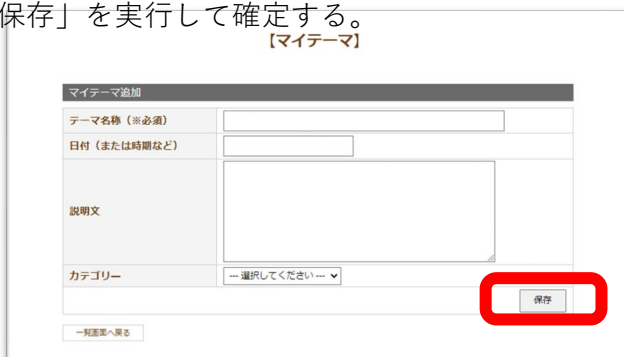 保存」を実行して確定する。
【マイテーマ】
マイテーマ追加
テーマ名称（※必須）
日付（または時期など）
説明文
カテゴリー
--- 選択してください ---
保存
一覧画面へ戻る